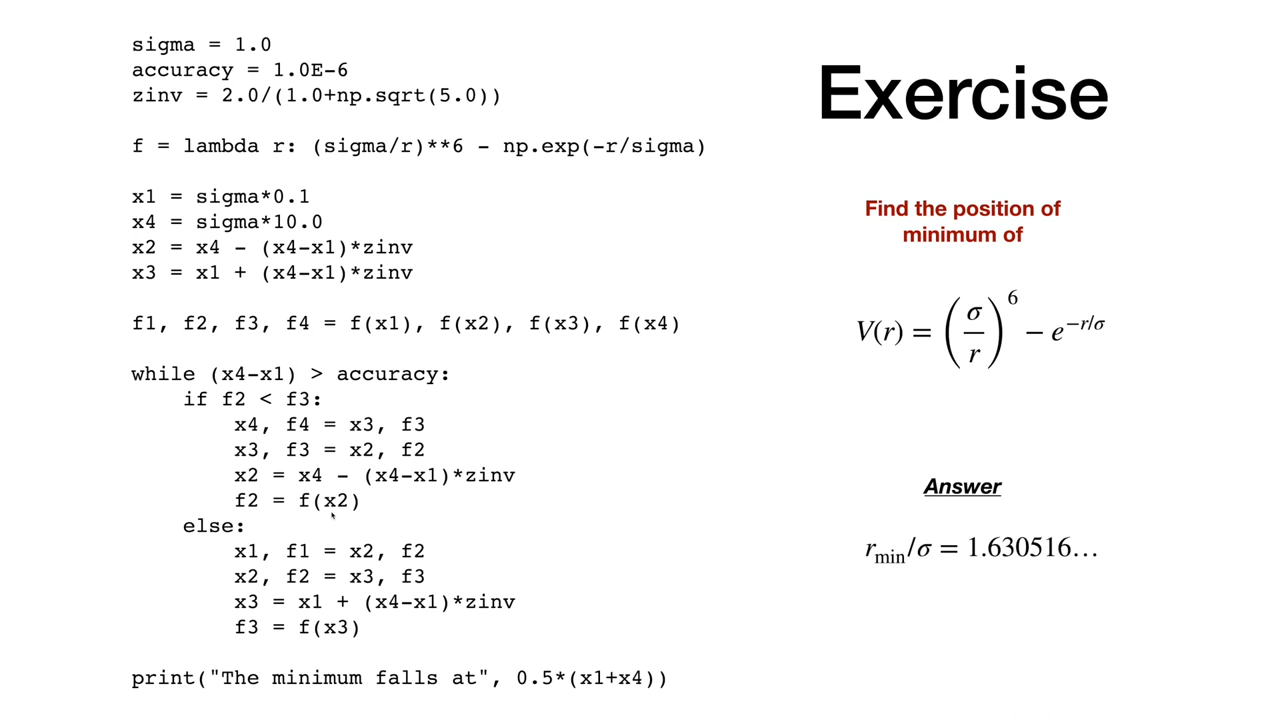 sigma = 1.0
accuracy = 1.0E-6
zinv = 2.0/(1.0+np.sqrt(5.0))
f = lambda r: (sigma/r)**6 - np.exp(-r/sigma)
x1 = sigma*0.1
x4 = sigma*10.0
x2 = x4 - (x4-x1)*zinv
x3 = x1 + (x4-x1)*zinv
f1, f2, f3, f4 = f(x1), f(x2), f(x3), f(x4)
while (x4-x1) > accuracy:
    if f2 < f3:
        x4, f4 = x3, f3
        x3, f3 = x2, f2
        x2 = x4 - (x4-x1)*zinv
        f2 = f(x2)
    else:
        x1, f1 = x2, f2
        x2, f2 = x3, f3
        x3 = x1 + (x4-x1)*zinv
        f3 = f(x3)
print("The minimum falls at", 0.5*(x1+x4))
Exercise
Find the position of
minimum of
V(r) = (σ/r)^6 − e^{−r/σ}
Answer
r_min/σ = 1.630516…